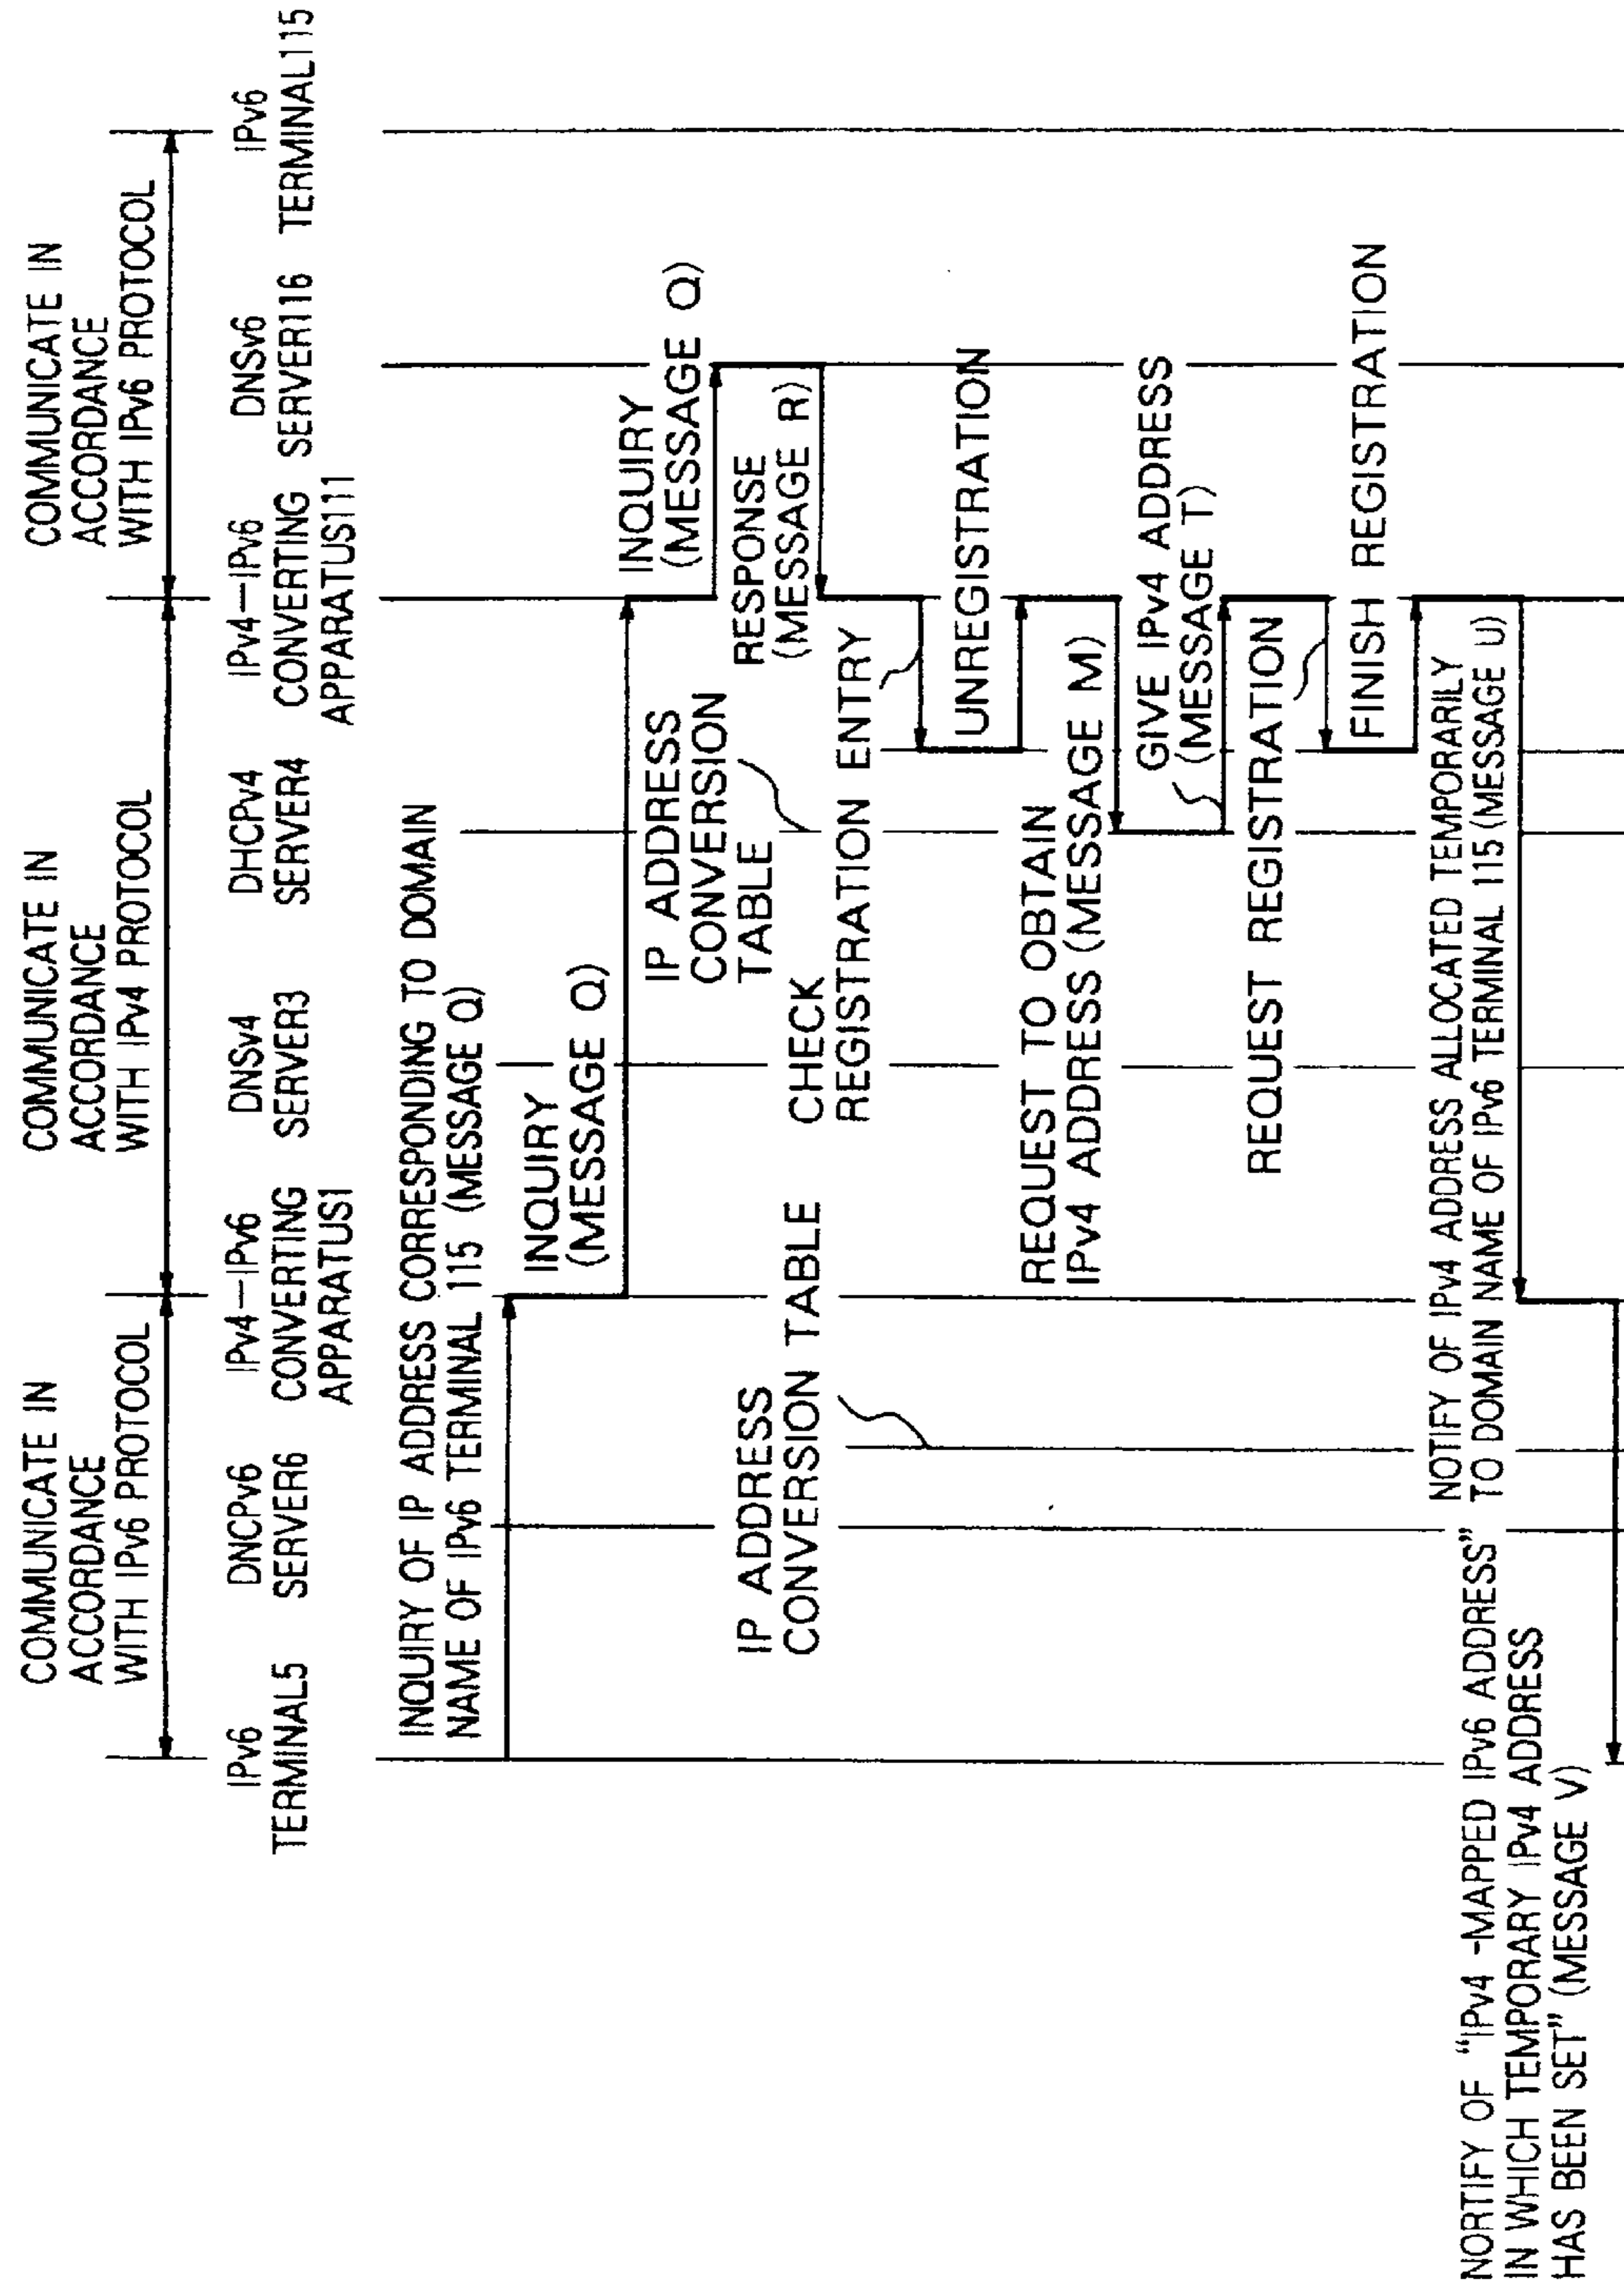 COMMUNICATE IN
ACCORDANCE
WITH IPv6 PROTOCOL
COMMUNICATE IN
ACCORDANCE
WITH IPv4 PROTOCOL
COMMUNICATE IN
ACCORDANCE
WITH IPv6 PROTOCOL
IPv6
TERMINAL5
DNCPv6
SERVER6
IPv4-IPv6
CONVERTING
APPARATUS1
DNSv4
SERVER3
DHCPv4
SERVER4
IPv4-IPv6
CONVERTING
APPARATUS111
DNSv6
SERVER116
IPv6
TERMINAL115
INQUIRY OF IP ADDRESS CORRESPONDING TO DOMAIN
NAME OF IPv6 TERMINAL 115 (MESSAGE Q)
INQUIRY
(MESSAGE Q)
INQUIRY
(MESSAGE Q)
IP ADDRESS
CONVERSION
TABLE
RESPONSE
(MESSAGE R)
IP ADDRESS
CONVERSION TABLE
CHECK
REGISTRATION ENTRY
UNREGISTRATION
REQUEST TO OBTAIN
IPv4 ADDRESS (MESSAGE M)
GIVE IPv4 ADDRESS
(MESSAGE T)
REQUEST REGISTRATION
FINISH REGISTRATION
NOTIFY OF IPv4 ADDRESS ALLOCATED TEMPORARILY
TO DOMAIN NAME OF IPv6 TERMINAL 115 (MESSAGE U)
NORTIFY OF "IPv4 -MAPPED IPv6 ADDRESS"
IN WHICH TEMPORARY IPv4 ADDRESS
HAS BEEN SET" (MESSAGE V)